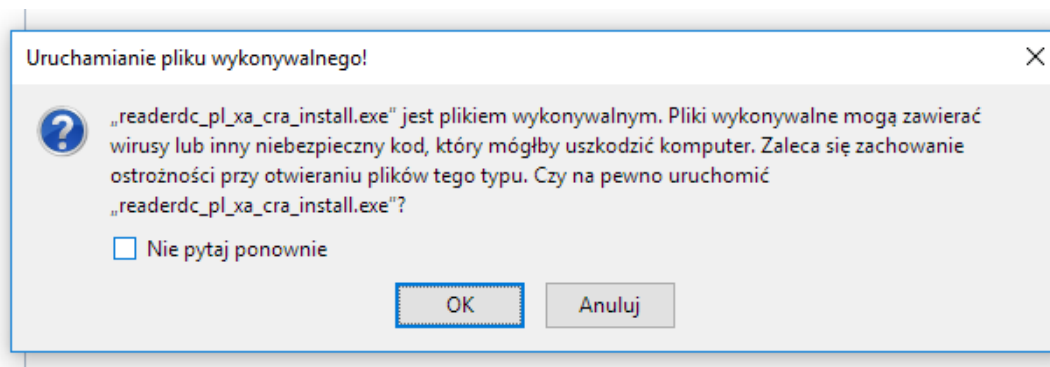 Uruchamianie pliku wykonywalnego!
„readerdc_pl_xa_cra_install.exe" jest plikiem wykonywalnym. Pliki wykonywalne mogą zawierać
wirusy lub inny niebezpieczny kod, który mógłby uszkodzić komputer. Zaleca się zachowanie
ostrożności przy otwieraniu plików tego typu. Czy na pewno uruchomić
„readerdc_pl_xa_cra_install.exe"?
Nie pytaj ponownie
OK
Anuluj